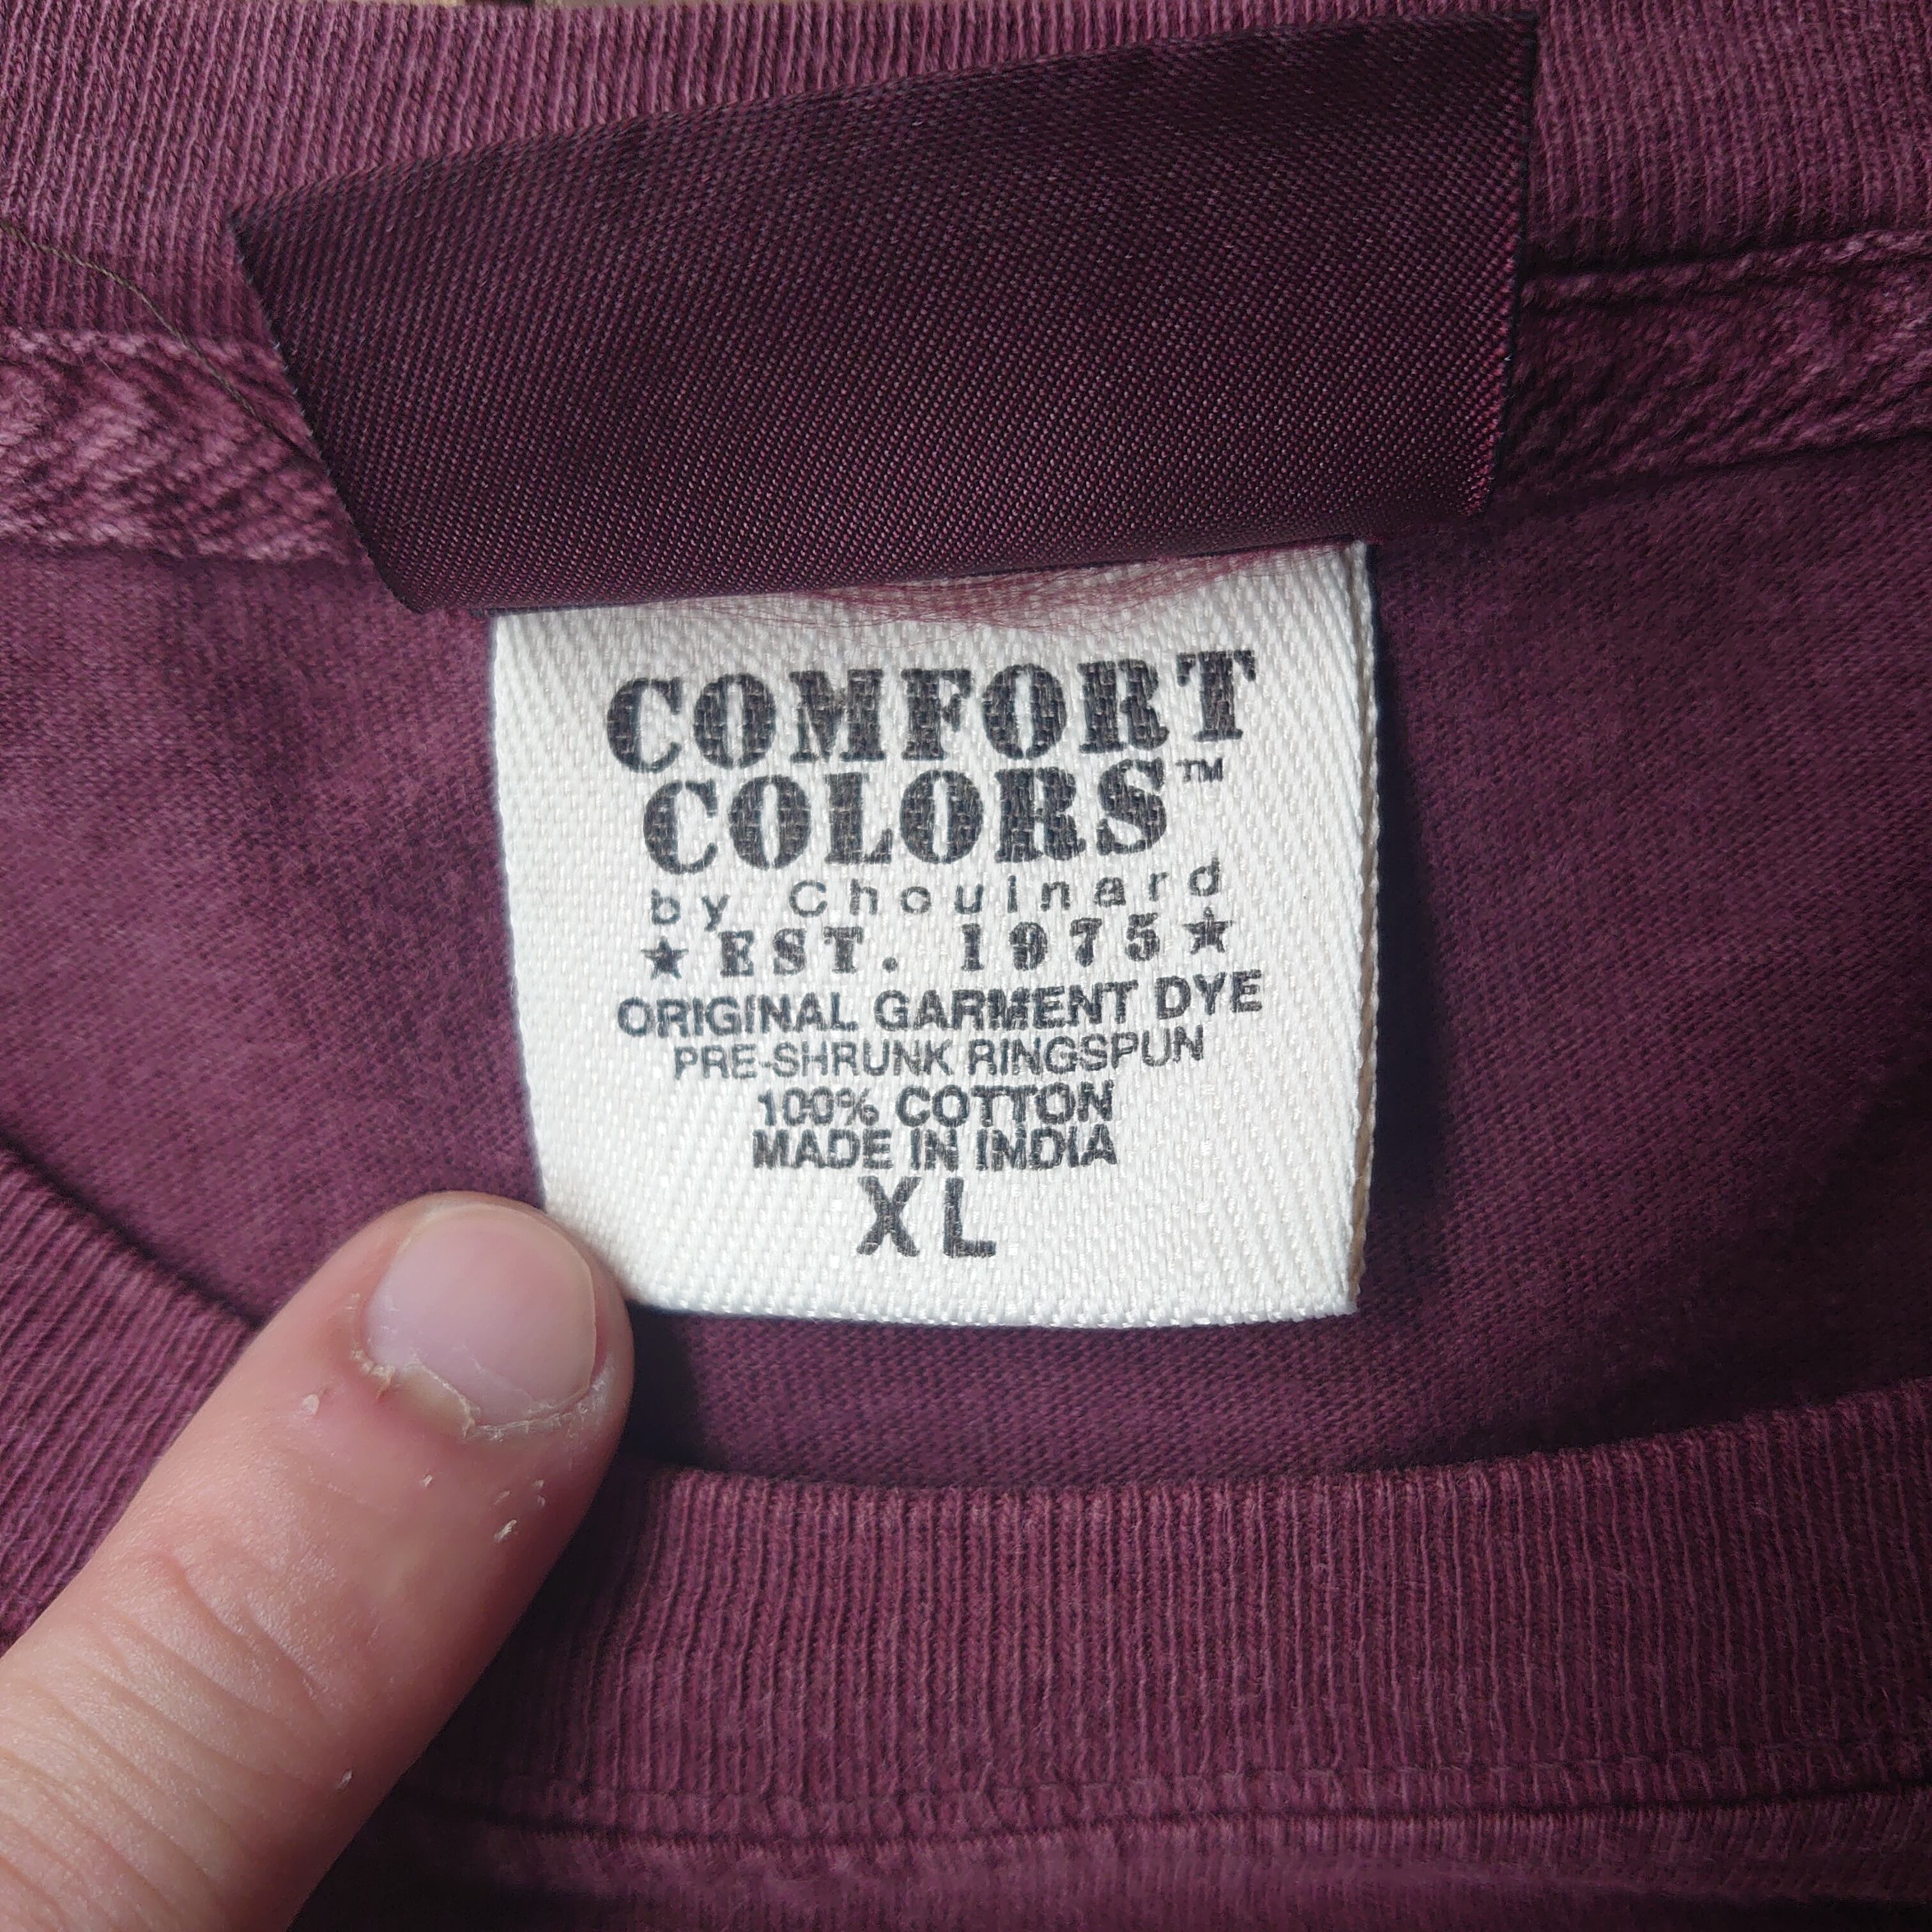 COMFORT
COLORS™
by Chouinard
★ EST. 1975 ★
ORIGINAL GARMENT DYE
PRE-SHRUNK RINGSPUN
100% COTTON
MADE IN INDIA
XL